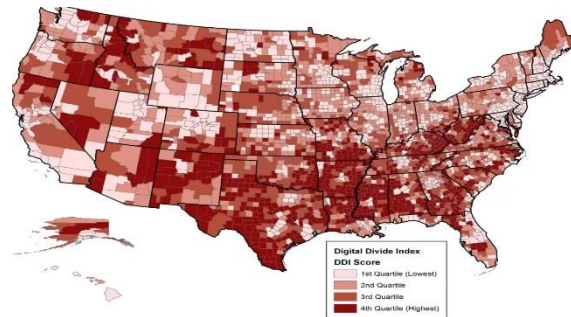 Digital Divide Index
DDI Score
1st Quartile (Lowest)
2nd Quartile
3rd Quartile
4th Quartile (Highest)